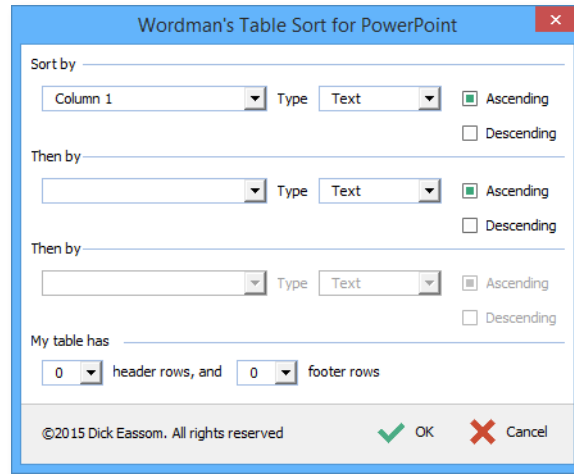 Wordman's Table Sort for PowerPoint
Sort by
Column 1 Type Text Ascending
Descending
Then by
Type Text Ascending
Descending
Then by
Type Text Ascending
Descending
My table has
0 header rows, and 0 footer rows
©2015 Dick Eassom. All rights reserved OK Cancel